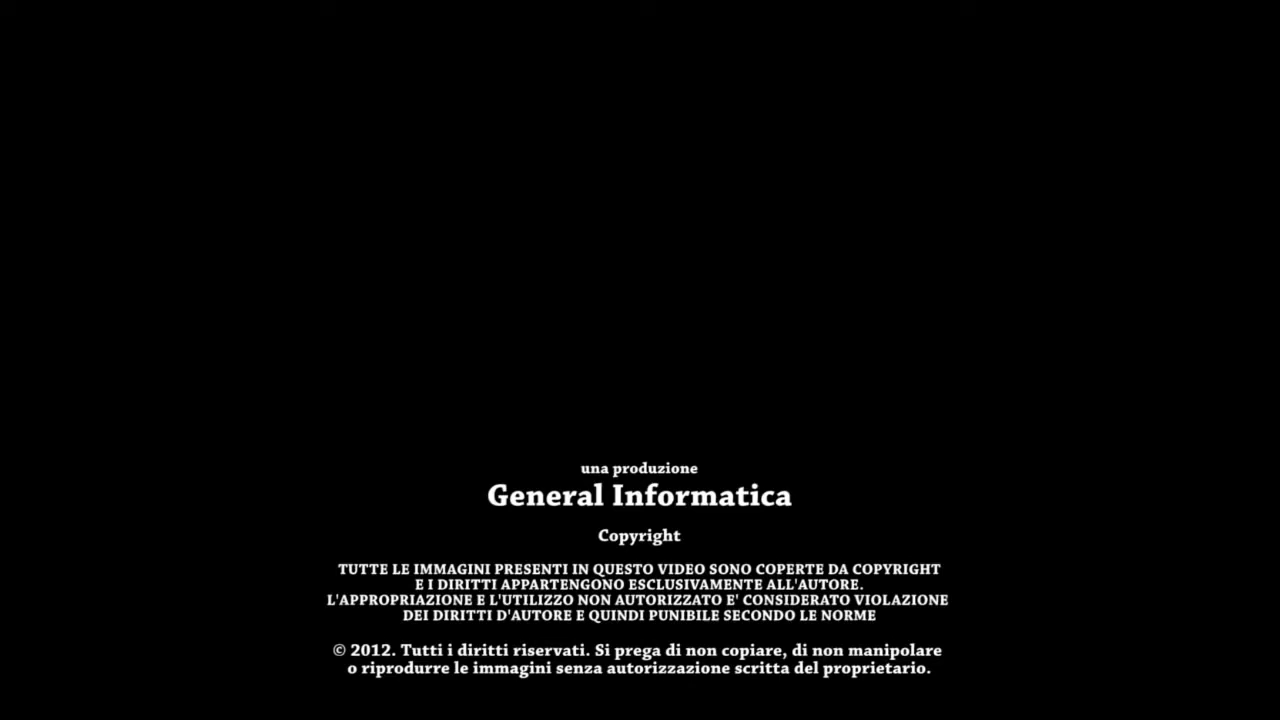 una produzione
General Informatica
Copyright
TUTTE LE IMMAGINI PRESENTI IN QUESTO VIDEO SONO COPERTE DA COPYRIGHT
E I DIRITTI APPARTENGONO ESCLUSIVAMENTE ALL'AUTORE.
L'APPROPRIAZIONE E L'UTILIZZO NON AUTORIZZATO E' CONSIDERATO VIOLAZIONE
DEI DIRITTI D'AUTORE E QUINDI PUNIBILE SECONDO LE NORME
© 2012. Tutti i diritti riservati. Si prega di non copiare, di non manipolare
o riprodurre le immagini senza autorizzazione scritta del proprietario.